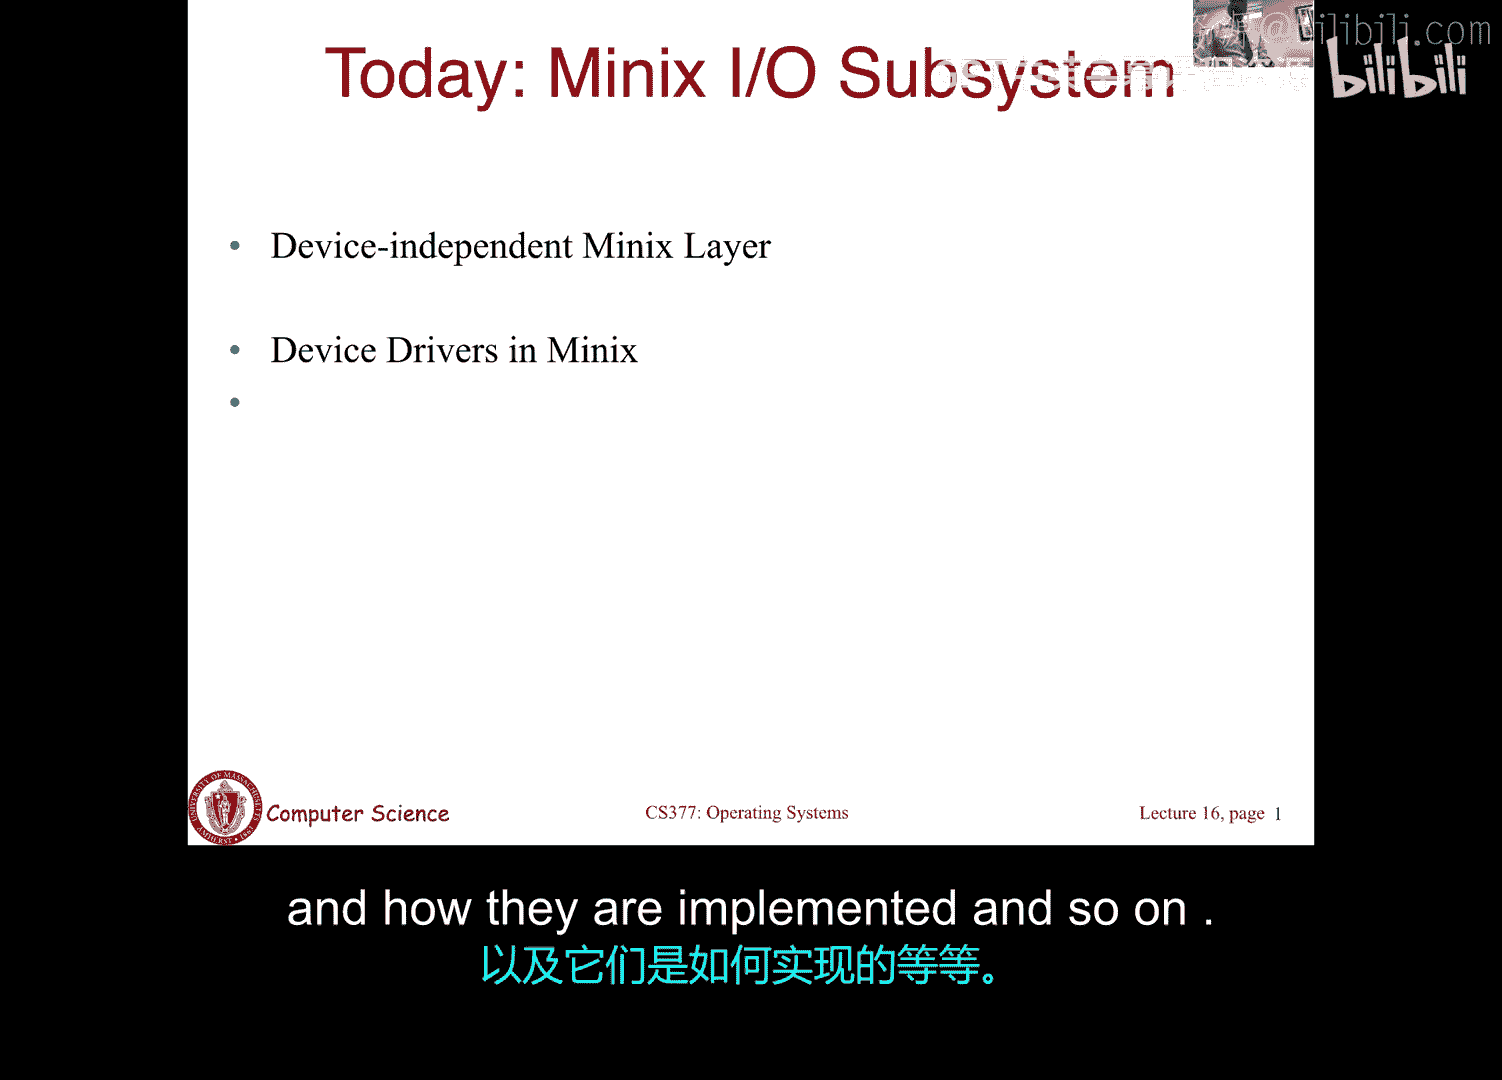 Today: Minix I/O Subsystem
bilibili
• Device-independent Minix Layer
• Device Drivers in Minix
•
Computer Science
CS377: Operating Systems
Lecture 16, page 1
and how they are implemented and so on .
以及它们是如何实现的等等。